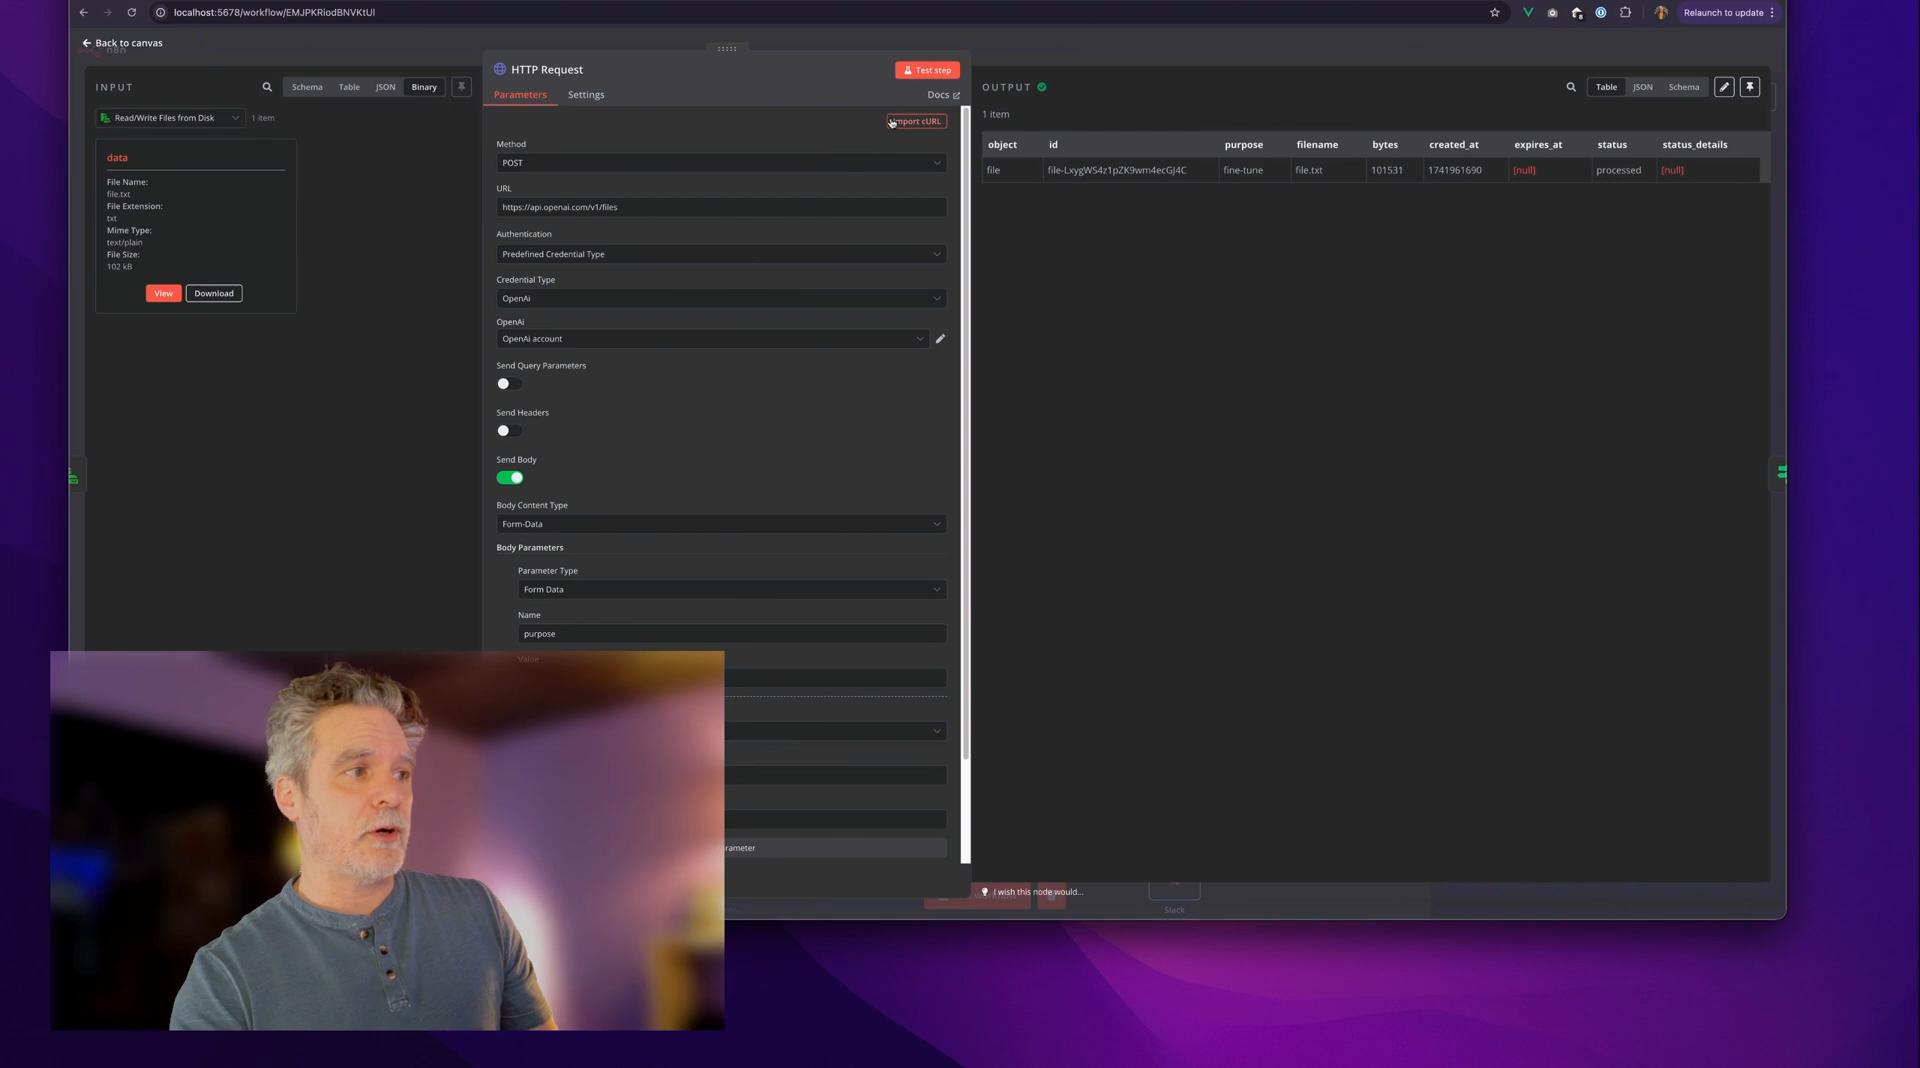 localhost:5678/workflow/EMJPKRiodBNVKtUl
Relaunch to update
Back to canvas
INPUT
Schema
Table
JSON
Binary
Read/Write Files from Disk
1 item
data
File Name:
file.txt
File Extension:
txt
Mime Type:
text/plain
File Size:
102 kB
View
Download
HTTP Request
Test step
Parameters
Settings
Docs
Import cURL
Method
POST
URL
https://api.openai.com/v1/files
Authentication
Predefined Credential Type
Credential Type
OpenAi
OpenAi
OpenAi account
Send Query Parameters
Send Headers
Send Body
Body Content Type
Form-Data
Body Parameters
Parameter Type
Form Data
Name
purpose
Value
rameter
I wish this node would...
OUTPUT
Table
JSON
Schema
1 item
object id purpose filename bytes created_at expires_at status status_details
file file-LxygWS4z1pZK9wm4ecGJ4C fine-tune file.txt 101531 1741961690 [null] processed [null]
Slack